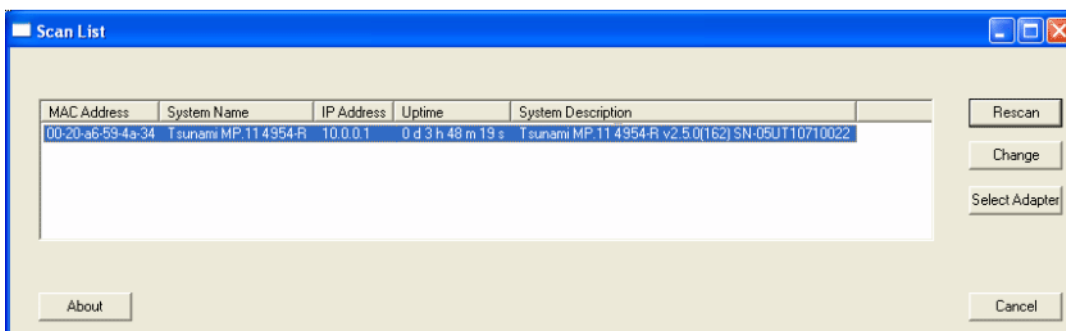 Scan List
MAC Address System Name IP Address Uptime System Description
00-20-a6-59-4a-34 Tsunami MP.11 4954-R 10.0.0.1 0 d 3 h 48 m 19 s Tsunami MP.11 4954-R v2.5.0(162) SN-05UT10710022
Rescan
Change
Select Adapter
About
Cancel